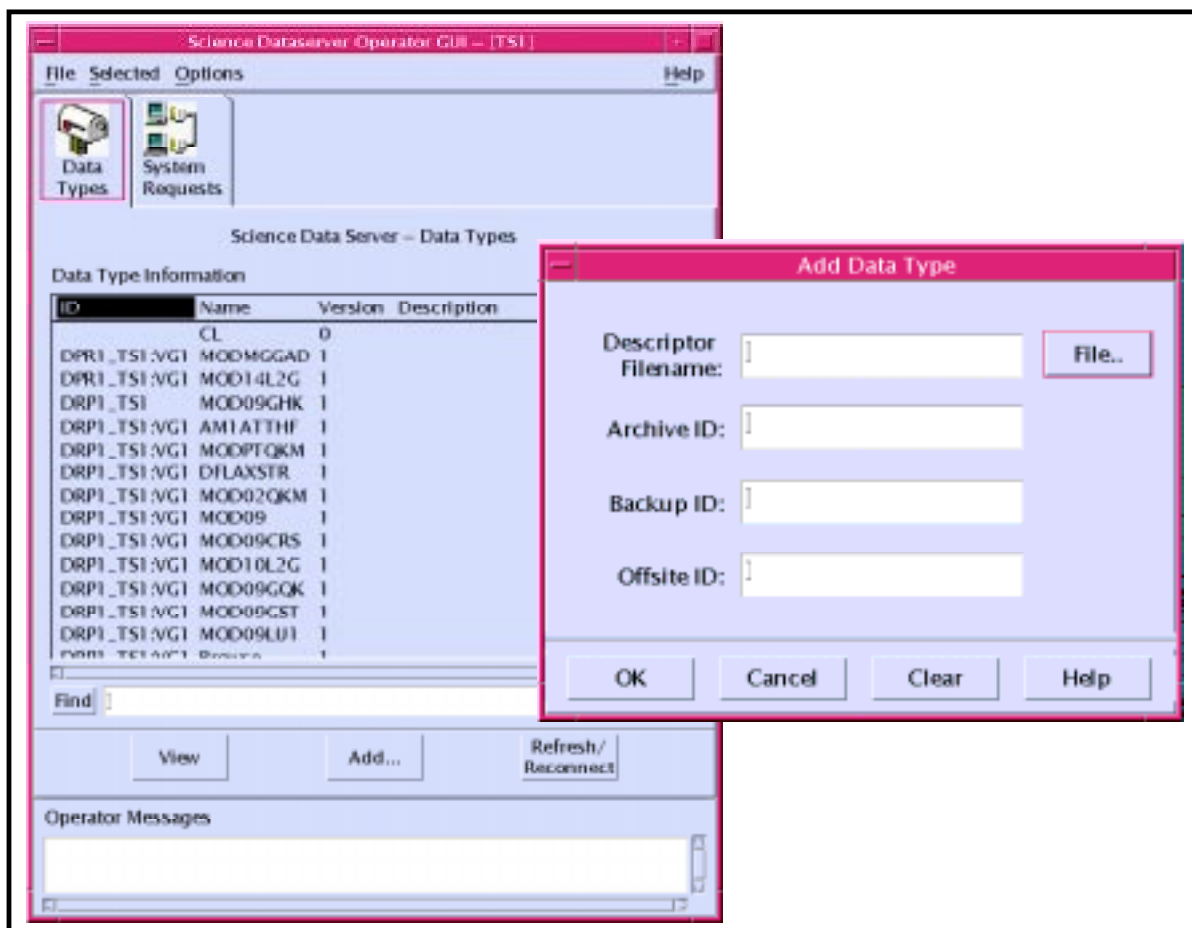 Science Dataserver Operator GUI – [TS1]
File Selected Options Help
Data Types
System Requests
Science Data Server – Data Types
Data Type Information
ID Name Version Description
CL 0
DPR1_TS1:VG1 MODMGGAD 1
DPR1_TS1:VG1 MOD14L2G 1
DRP1_TS1 MOD09GHK 1
DRP1_TS1:VG1 AM1ATTHF 1
DRP1_TS1:VG1 MODPTQKM 1
DRP1_TS1:VG1 DFLAXSTR 1
DRP1_TS1:VG1 MOD02QKM 1
DRP1_TS1:VG1 MOD09 1
DRP1_TS1:VG1 MOD09CRS 1
DRP1_TS1:VG1 MOD10L2G 1
DRP1_TS1:VG1 MOD09GQK 1
DRP1_TS1:VG1 MOD09GST 1
DRP1_TS1:VG1 MOD09LU1 1
DRP1_TS1:VG1 Browse 1
Find
View Add... Refresh/
Reconnect
Operator Messages
Add Data Type
Descriptor
Filename:
File..
Archive ID:
Backup ID:
Offsite ID:
OK Cancel Clear Help